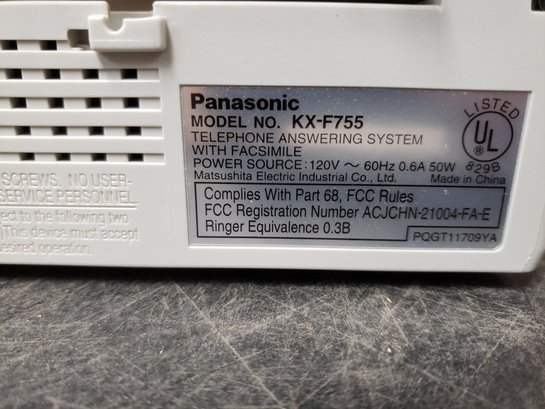 Panasonic
MODEL NO. KX-F755
TELEPHONE ANSWERING SYSTEM
WITH FACSIMILE
POWER SOURCE : 120V ～ 60Hz 0.6A 50W
Matsushita Electric Industrial Co., Ltd. Made in China
LISTED
UL
®
829B
Complies With Part 68, FCC Rules
FCC Registration Number ACJCHN-21004-FA-E
Ringer Equivalence 0.3B
PQGT11709YA
SCREWS. NO USER-
SERVICE PERSONNEL
ect to the following two
)This device must accept
esired operation.